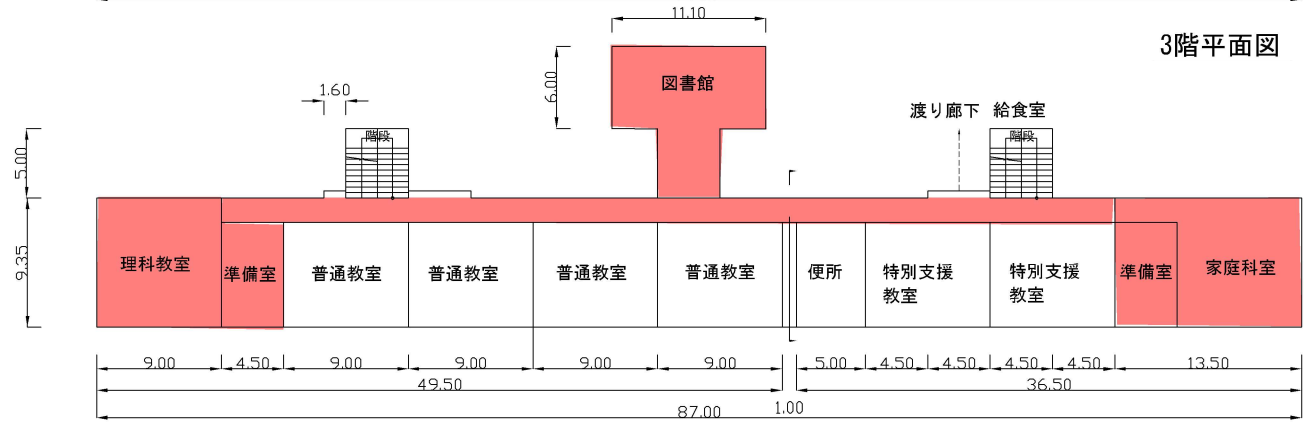 11.10
3階平面図
6.00
図書館
1.60
渡り廊下 給食室
階段
階段
5.00
9.35
理科教室
準備室
普通教室
普通教室
普通教室
普通教室
便所
特別支援
教室
特別支援
教室
準備室
家庭科室
9.00 4.50 9.00 9.00 9.00 9.00 5.00 4.50 4.50 4.50 4.50 13.50
49.50 36.50
87.00 1.00